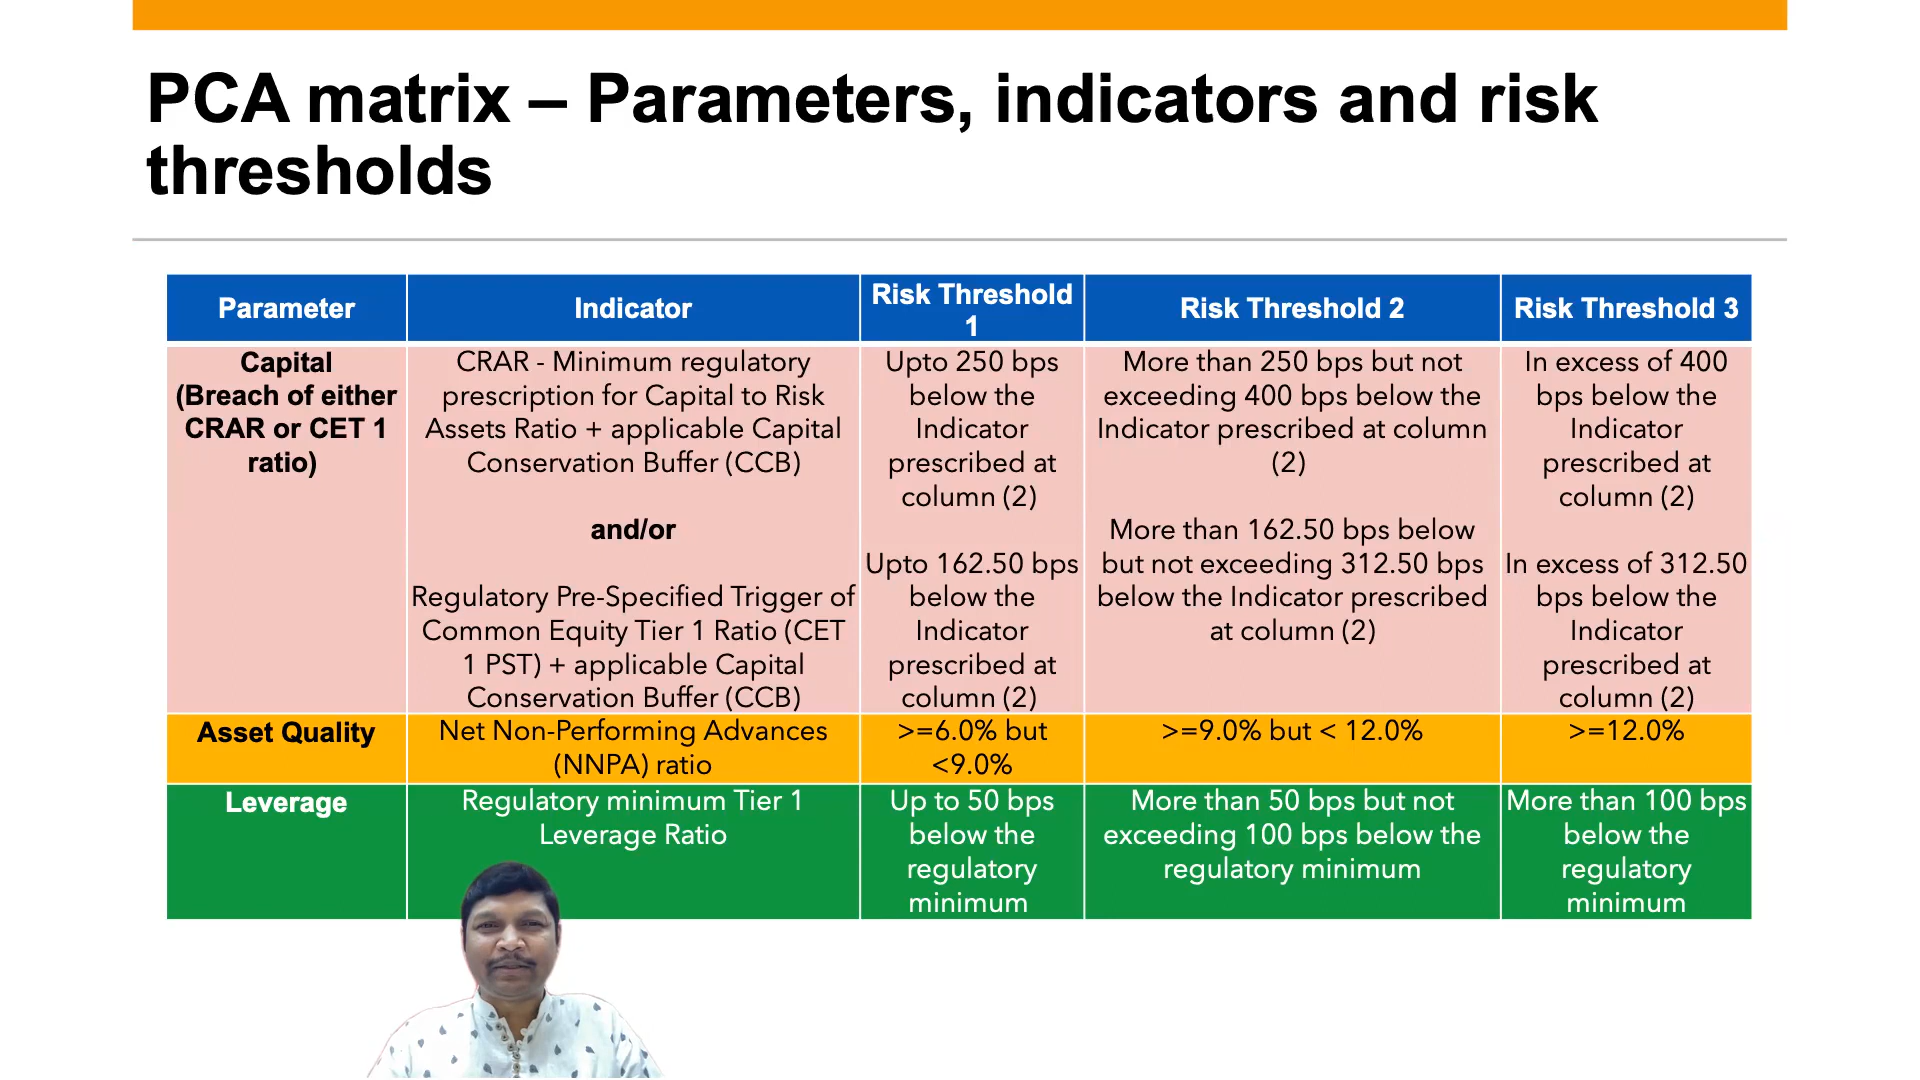 PCA matrix – Parameters, indicators and risk
thresholds
Parameter
Indicator
Risk Threshold
1
Risk Threshold 2
Risk Threshold 3
Capital
(Breach of either
CRAR or CET 1
ratio)
CRAR - Minimum regulatory
prescription for Capital to Risk
Assets Ratio + applicable Capital
Conservation Buffer (CCB)
and/or
Regulatory Pre-Specified Trigger of
Common Equity Tier 1 Ratio (CET
1 PST) + applicable Capital
Conservation Buffer (CCB)
Upto 250 bps
below the
Indicator
prescribed at
column (2)
Upto 162.50 bps
below the
Indicator
prescribed at
column (2)
More than 250 bps but not
exceeding 400 bps below the
Indicator prescribed at column
(2)
More than 162.50 bps below
but not exceeding 312.50 bps
below the Indicator prescribed
at column (2)
In excess of 400
bps below the
Indicator
prescribed at
column (2)
In excess of 312.50
bps below the
Indicator
prescribed at
column (2)
Asset Quality
Net Non-Performing Advances
(NNPA) ratio
>=6.0% but
<9.0%
>=9.0% but < 12.0%
>=12.0%
Leverage
Regulatory minimum Tier 1
Leverage Ratio
Up to 50 bps
below the
regulatory
minimum
More than 50 bps but not
exceeding 100 bps below the
regulatory minimum
More than 100 bps
below the
regulatory
minimum